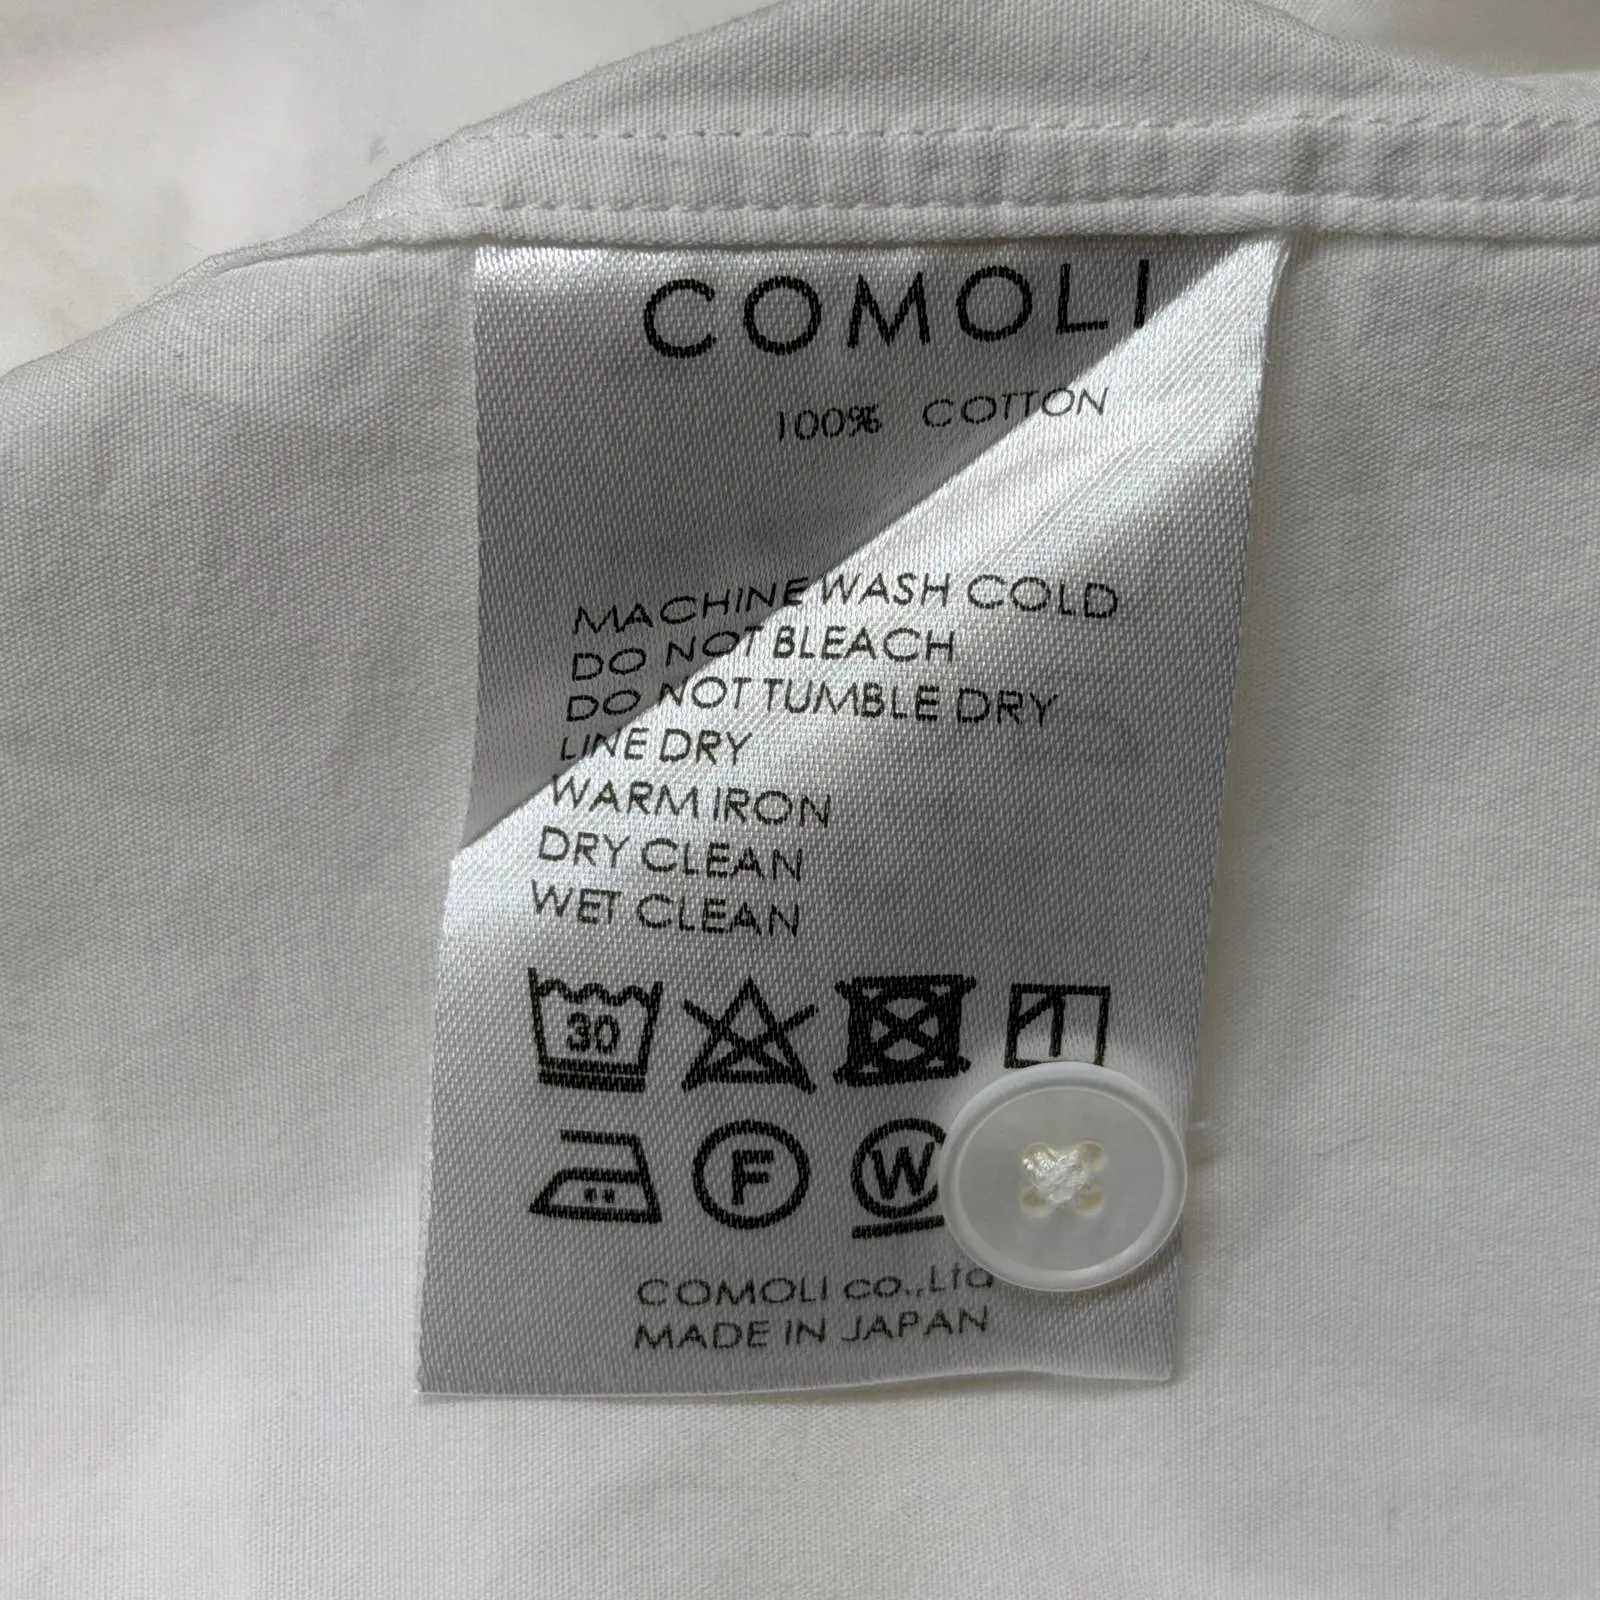 COMOLI
100% COTTON
MACHINE WASH COLD
DO NOT BLEACH
DO NOT TUMBLE DRY
LINE DRY
WARM IRON
DRY CLEAN
WET CLEAN
30
F W
COMOLI co.,Ltd
MADE IN JAPAN